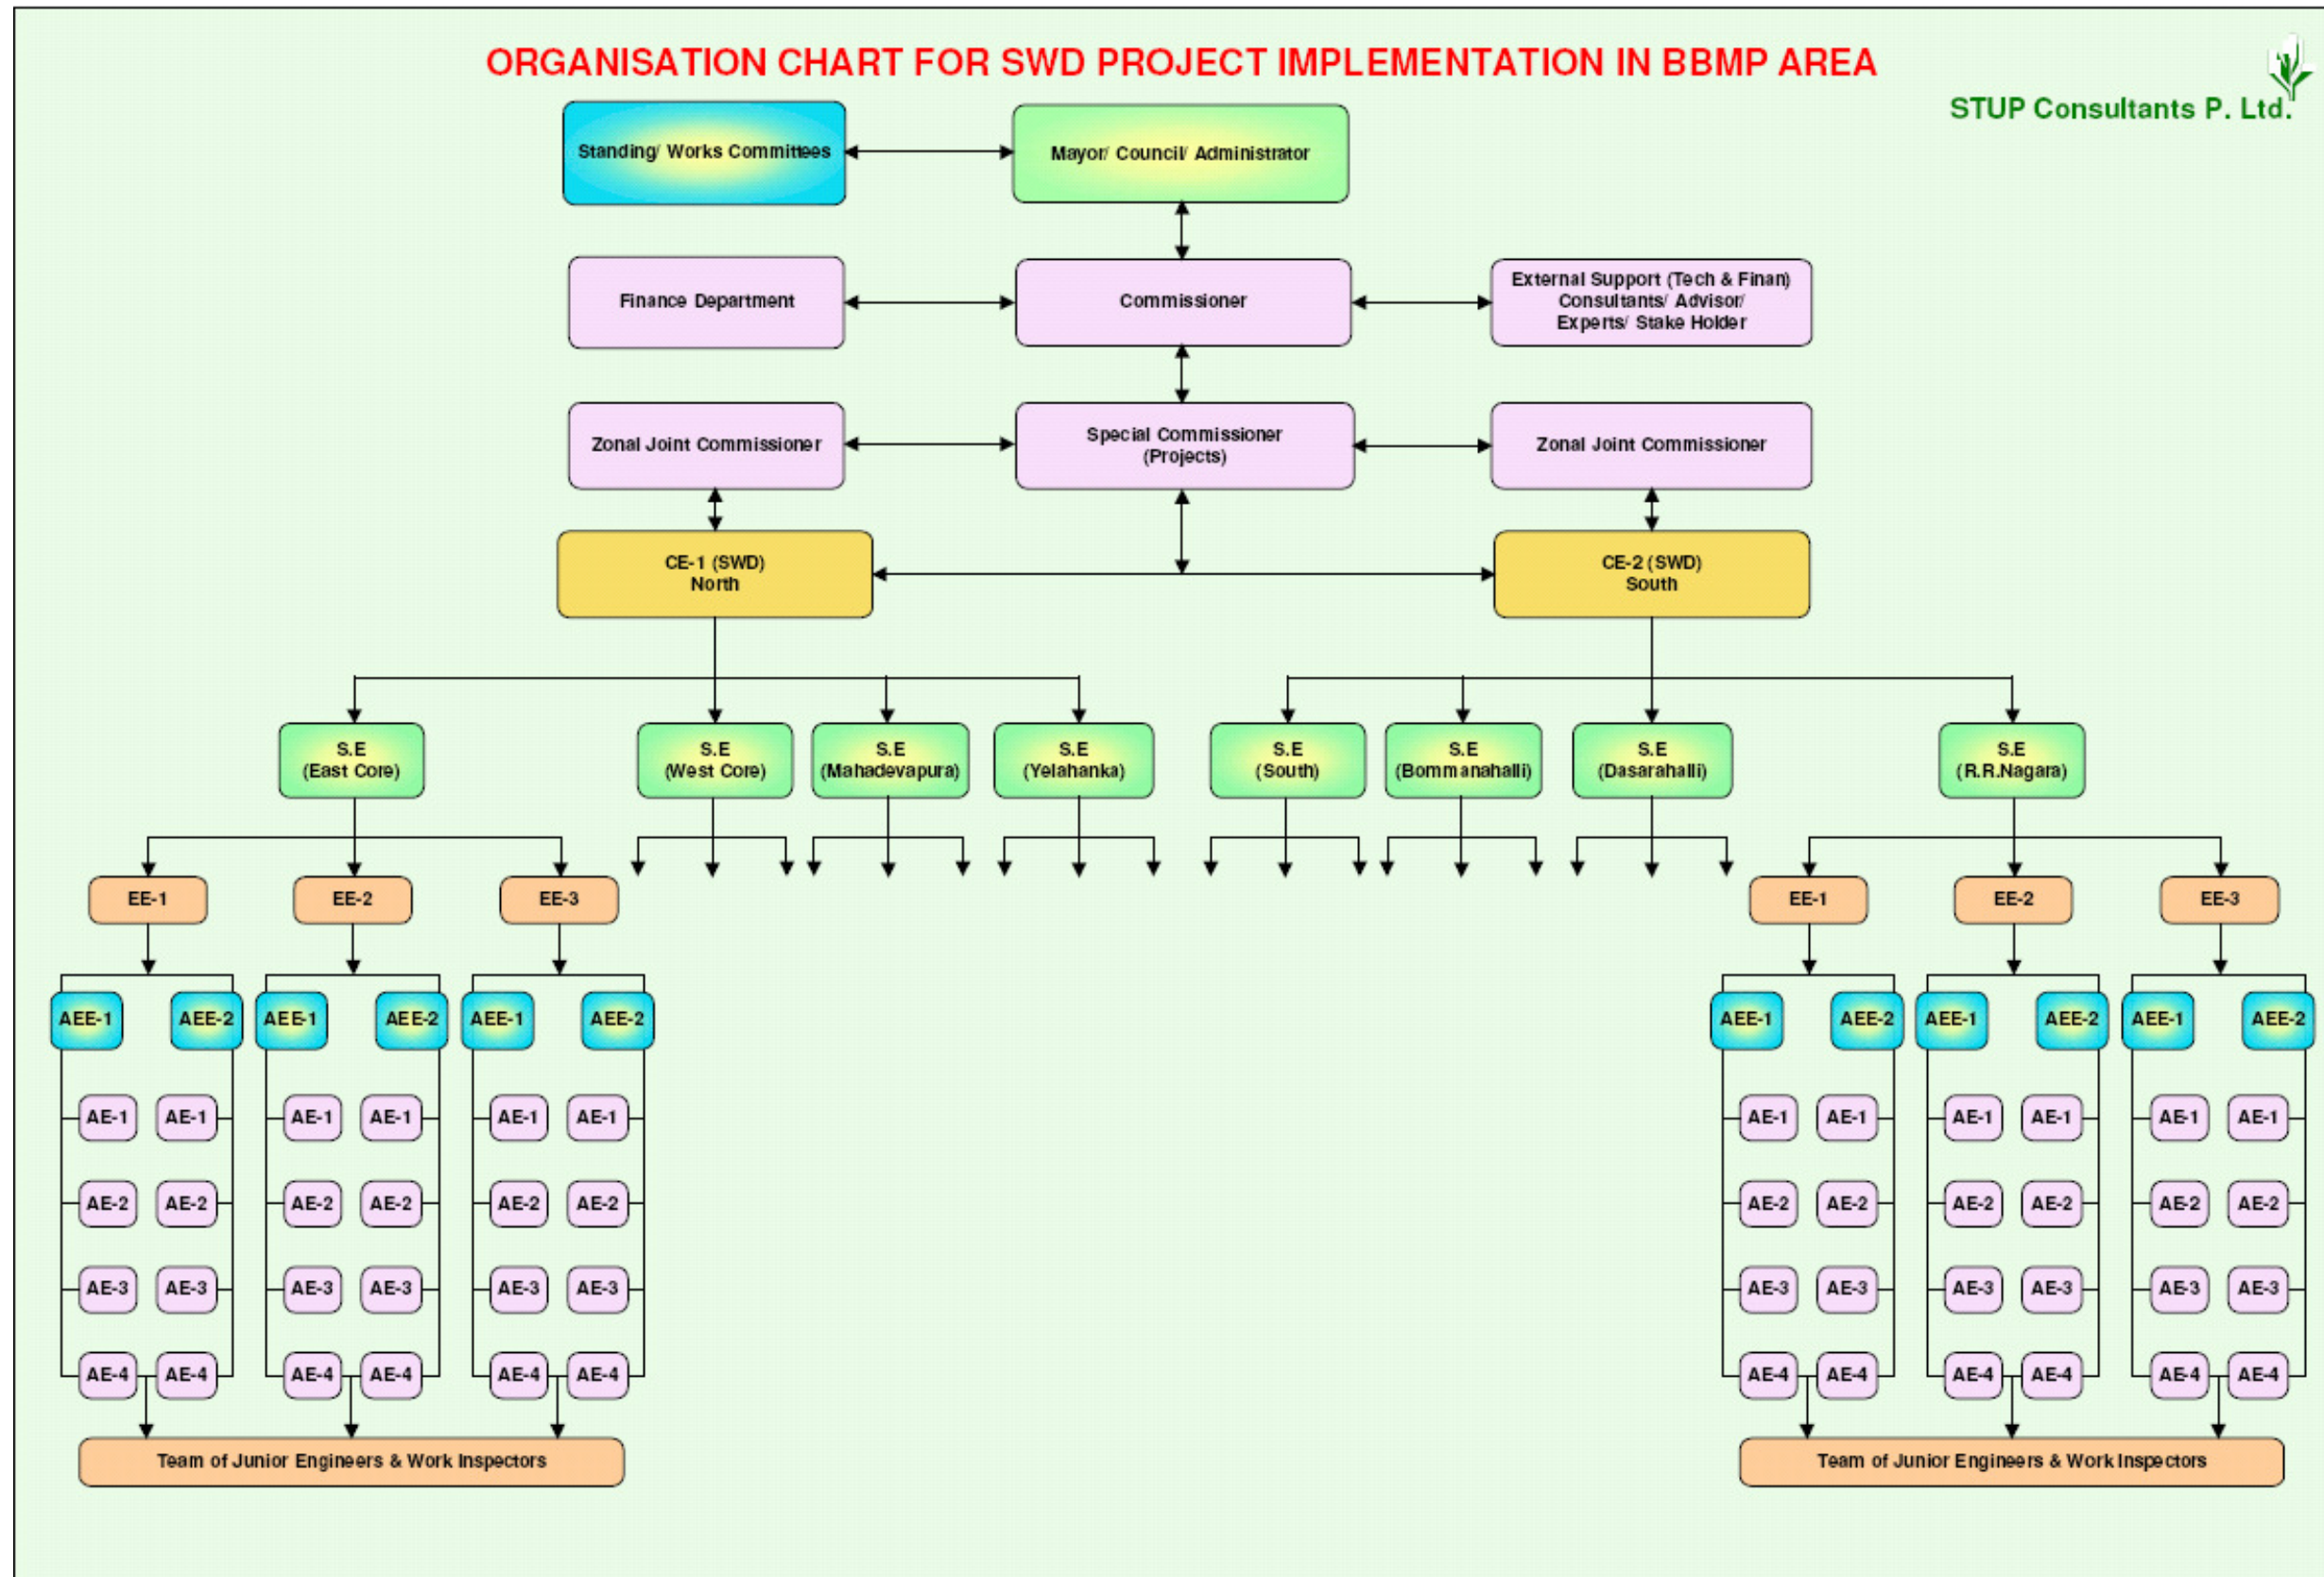 ORGANISATION CHART FOR SWD PROJECT IMPLEMENTATION IN BBMP AREA
STUP Consultants P. Ltd.
Standing/ Works Committees
Mayor/ Council/ Administrator
Finance Department
Commissioner
External Support (Tech & Finan)
Consultants/ Advisor/
Experts/ Stake Holder
Zonal Joint Commissioner
Special Commissioner
(Projects)
Zonal Joint Commissioner
CE-1 (SWD)
North
CE-2 (SWD)
South
S.E
(East Core)
S.E
(West Core)
S.E
(Mahadevapura)
S.E
(Yelahanka)
S.E
(South)
S.E
(Bommanahalli)
S.E
(Dasarahalli)
S.E
(R.R.Nagara)
EE-1
EE-2
EE-3
EE-1
EE-2
EE-3
AEE-1
AEE-2
AEE-1
AEE-2
AEE-1
AEE-2
AEE-1
AEE-2
AEE-1
AEE-2
AEE-1
AEE-2
AE-1
AE-1
AE-1
AE-1
AE-1
AE-1
AE-1
AE-1
AE-1
AE-1
AE-1
AE-1
AE-2
AE-2
AE-2
AE-2
AE-2
AE-2
AE-2
AE-2
AE-2
AE-2
AE-2
AE-2
AE-3
AE-3
AE-3
AE-3
AE-3
AE-3
AE-3
AE-3
AE-3
AE-3
AE-3
AE-3
AE-4
AE-4
AE-4
AE-4
AE-4
AE-4
AE-4
AE-4
AE-4
AE-4
AE-4
AE-4
Team of Junior Engineers & Work Inspectors
Team of Junior Engineers & Work Inspectors